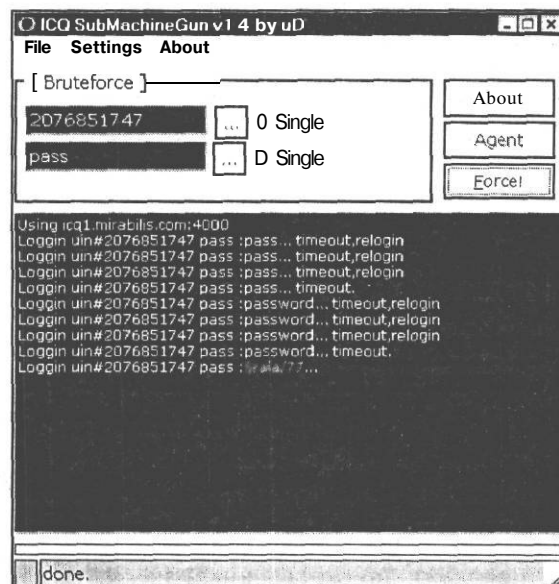 ICQ SubMachineGun v1 4 by uD
File Settings About
[ Bruteforce ]
2076851747 ... 0 Single
pass ... D Single
About
Agent
Force!
Using icq1.mirabilis.com:4000
Loggin uin#2076851747 pass :pass... timeout,relogin
Loggin uin#2076851747 pass :pass... timeout,relogin
Loggin uin#2076851747 pass :pass... timeout,relogin
Loggin uin#2076851747 pass :pass... timeout.
Loggin uin#2076851747 pass :password... timeout,relogin
Loggin uin#2076851747 pass :password... timeout,relogin
Loggin uin#2076851747 pass :password... timeout,relogin
Loggin uin#2076851747 pass :password... timeout.
Loggin uin#2076851747 pass : ...
done.